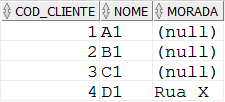 COD_CLIENTE NOME MORADA
1 A1 (null)
2 B1 (null)
3 C1 (null)
4 D1 Rua X